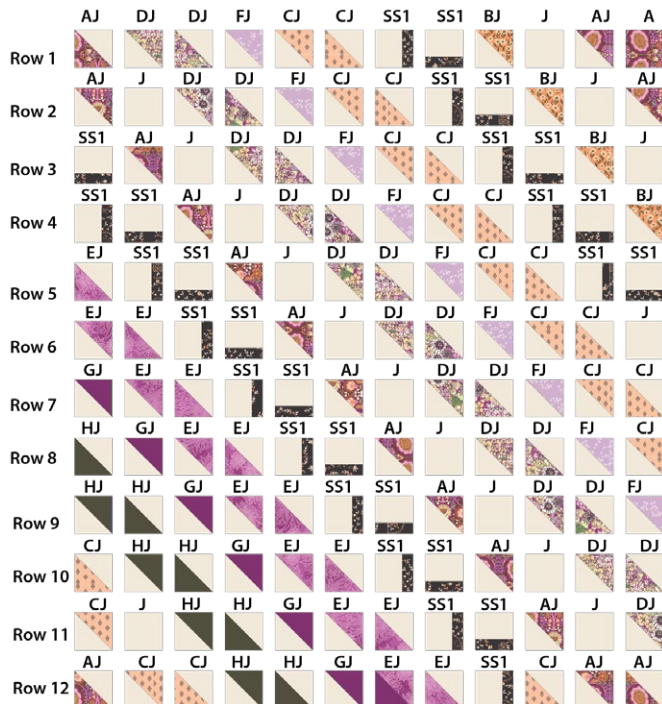 AJ DJ DJ FJ CJ CJ SS1 SS1 BJ J AJ A
Row 1
AJ J DJ DJ FJ CJ CJ SS1 SS1 BJ J AJ
Row 2
SS1 AJ J DJ DJ FJ CJ CJ SS1 SS1 BJ J
Row 3
SS1 SS1 AJ J DJ DJ FJ CJ CJ SS1 SS1 BJ
Row 4
EJ SS1 SS1 AJ J DJ DJ FJ CJ CJ SS1 SS1
Row 5
EJ EJ SS1 SS1 AJ J DJ DJ FJ CJ CJ J
Row 6
GJ EJ EJ SS1 SS1 AJ J DJ DJ FJ CJ CJ
Row 7
HJ GJ EJ EJ SS1 SS1 AJ J DJ DJ FJ CJ
Row 8
HJ HJ GJ EJ EJ SS1 SS1 AJ J DJ DJ FJ
Row 9
CJ HJ HJ GJ EJ EJ SS1 SS1 AJ J DJ DJ
Row 10
CJ J HJ HJ GJ EJ EJ SS1 SS1 AJ J DJ
Row 11
AJ CJ CJ HJ HJ GJ EJ EJ SS1 CJ AJ AJ
Row 12